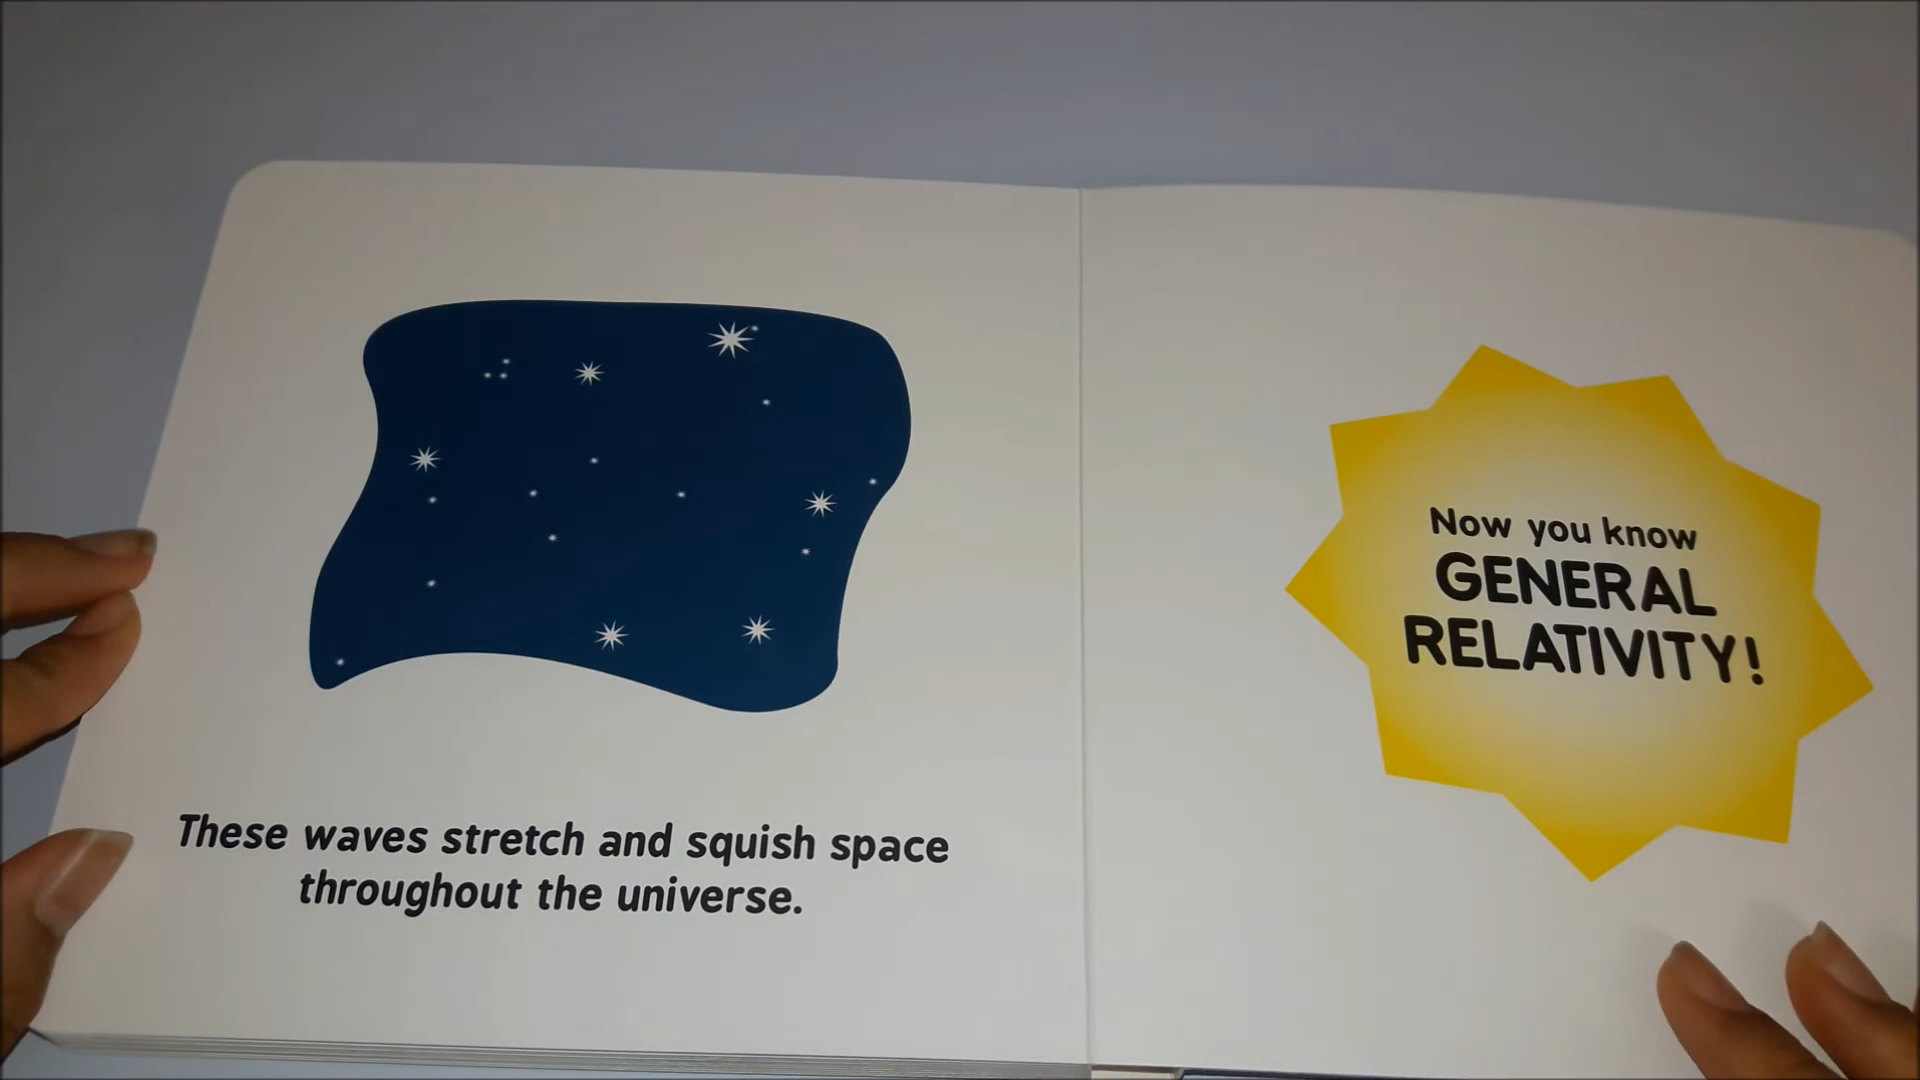 These waves stretch and squish space
throughout the universe.
Now you know
GENERAL
RELATIVITY!